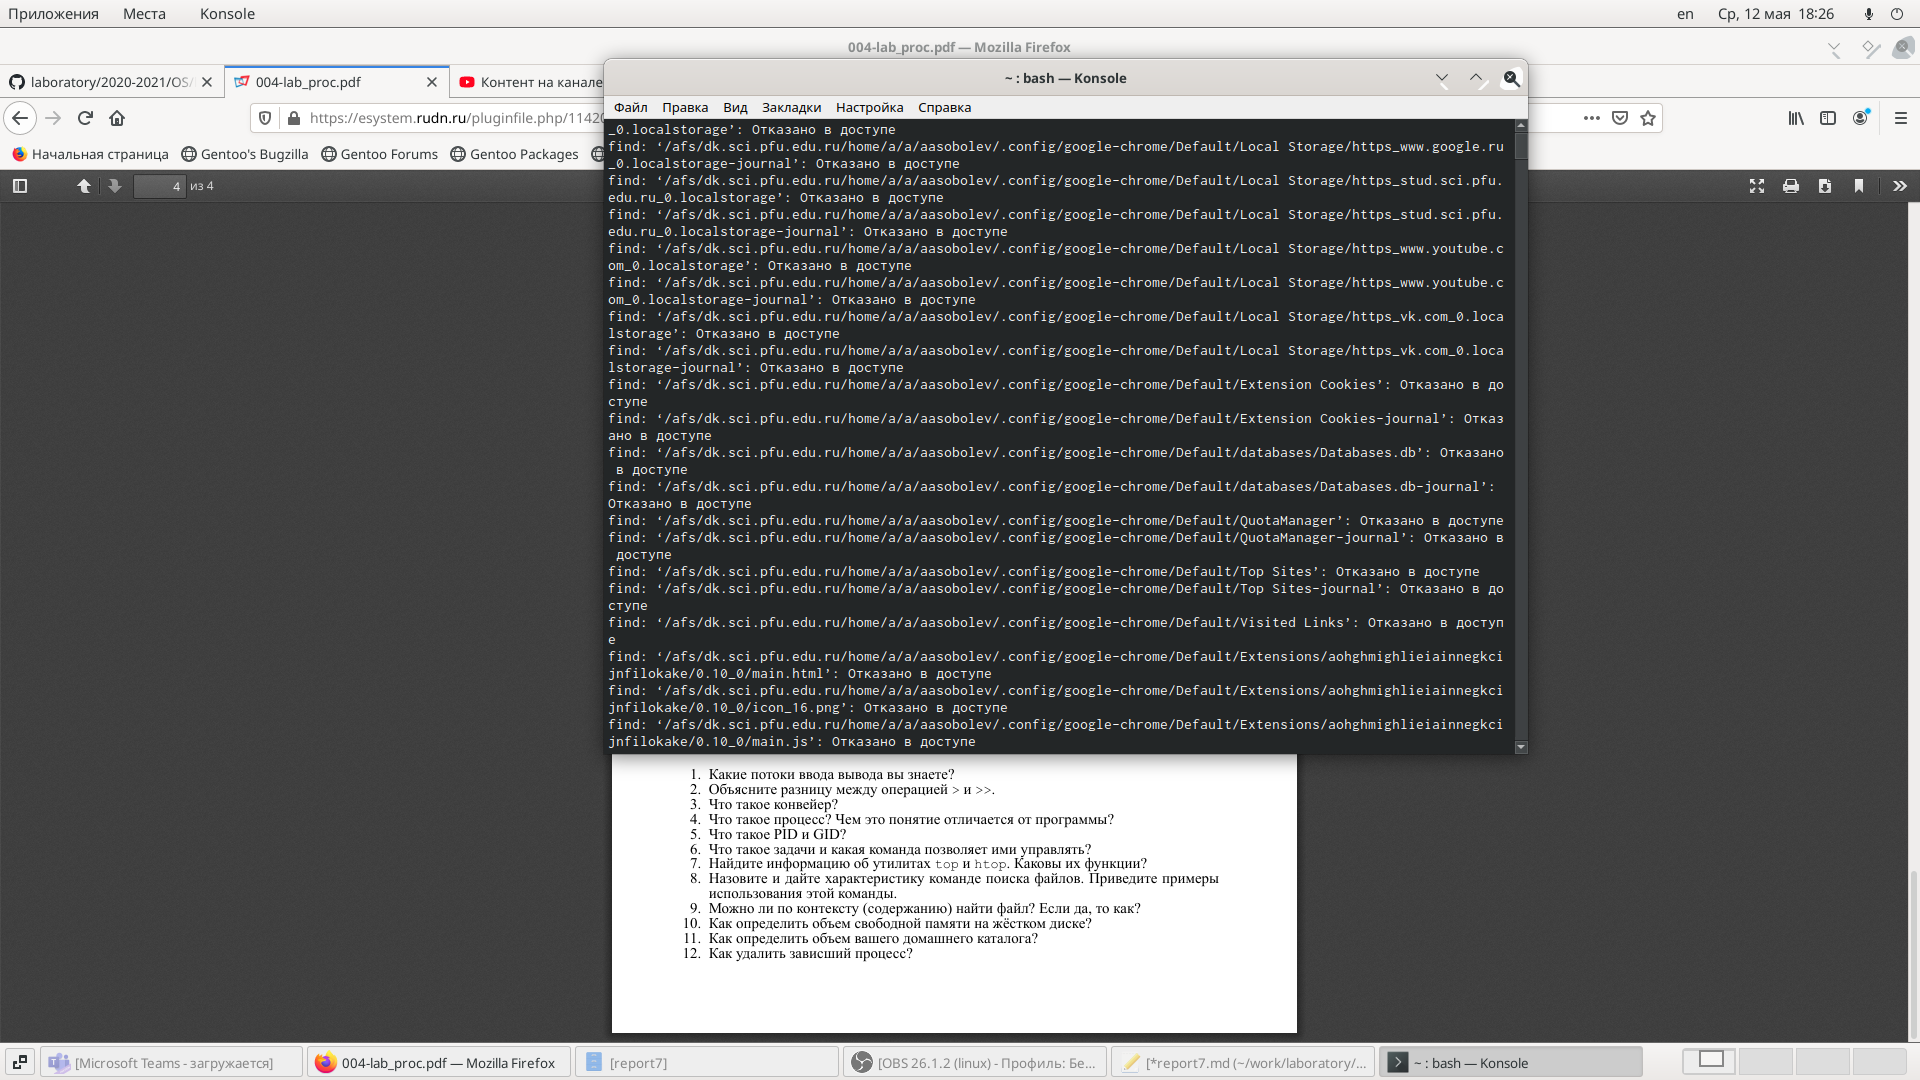 Приложения Места Konsole en Ср, 12 мая 18:26
004-lab_proc.pdf — Mozilla Firefox
laboratory/2020-2021/OS/ 004-lab_proc.pdf Контент на канале
~ : bash — Konsole
Файл Правка Вид Закладки Настройка Справка
https://esystem.rudn.ru/pluginfile.php/1142
Начальная страница Gentoo's Bugzilla Gentoo Forums Gentoo Packages
4 из 4
_0.localstorage’: Отказано в доступе
find: ‘/afs/dk.sci.pfu.edu.ru/home/a/a/aasobolev/.config/google-chrome/Default/Local Storage/https_www.google.ru
_0.localstorage-journal’: Отказано в доступе
find: ‘/afs/dk.sci.pfu.edu.ru/home/a/a/aasobolev/.config/google-chrome/Default/Local Storage/https_stud.sci.pfu.
edu.ru_0.localstorage’: Отказано в доступе
find: ‘/afs/dk.sci.pfu.edu.ru/home/a/a/aasobolev/.config/google-chrome/Default/Local Storage/https_stud.sci.pfu.
edu.ru_0.localstorage-journal’: Отказано в доступе
find: ‘/afs/dk.sci.pfu.edu.ru/home/a/a/aasobolev/.config/google-chrome/Default/Local Storage/https_www.youtube.c
om_0.localstorage’: Отказано в доступе
find: ‘/afs/dk.sci.pfu.edu.ru/home/a/a/aasobolev/.config/google-chrome/Default/Local Storage/https_www.youtube.c
om_0.localstorage-journal’: Отказано в доступе
find: ‘/afs/dk.sci.pfu.edu.ru/home/a/a/aasobolev/.config/google-chrome/Default/Local Storage/https_vk.com_0.loca
lstorage’: Отказано в доступе
find: ‘/afs/dk.sci.pfu.edu.ru/home/a/a/aasobolev/.config/google-chrome/Default/Local Storage/https_vk.com_0.loca
lstorage-journal’: Отказано в доступе
find: ‘/afs/dk.sci.pfu.edu.ru/home/a/a/aasobolev/.config/google-chrome/Default/Extension Cookies’: Отказано в до
ступе
find: ‘/afs/dk.sci.pfu.edu.ru/home/a/a/aasobolev/.config/google-chrome/Default/Extension Cookies-journal’: Отказ
ано в доступе
find: ‘/afs/dk.sci.pfu.edu.ru/home/a/a/aasobolev/.config/google-chrome/Default/databases/Databases.db’: Отказано
в доступе
find: ‘/afs/dk.sci.pfu.edu.ru/home/a/a/aasobolev/.config/google-chrome/Default/databases/Databases.db-journal’:
Отказано в доступе
find: ‘/afs/dk.sci.pfu.edu.ru/home/a/a/aasobolev/.config/google-chrome/Default/QuotaManager’: Отказано в доступе
find: ‘/afs/dk.sci.pfu.edu.ru/home/a/a/aasobolev/.config/google-chrome/Default/QuotaManager-journal’: Отказано в
доступе
find: ‘/afs/dk.sci.pfu.edu.ru/home/a/a/aasobolev/.config/google-chrome/Default/Top Sites’: Отказано в доступе
find: ‘/afs/dk.sci.pfu.edu.ru/home/a/a/aasobolev/.config/google-chrome/Default/Top Sites-journal’: Отказано в до
ступе
find: ‘/afs/dk.sci.pfu.edu.ru/home/a/a/aasobolev/.config/google-chrome/Default/Visited Links’: Отказано в доступ
е
find: ‘/afs/dk.sci.pfu.edu.ru/home/a/a/aasobolev/.config/google-chrome/Default/Extensions/aohghmighlieiainnegkci
jnfilokake/0.10_0/main.html’: Отказано в доступе
find: ‘/afs/dk.sci.pfu.edu.ru/home/a/a/aasobolev/.config/google-chrome/Default/Extensions/aohghmighlieiainnegkci
jnfilokake/0.10_0/icon_16.png’: Отказано в доступе
find: ‘/afs/dk.sci.pfu.edu.ru/home/a/a/aasobolev/.config/google-chrome/Default/Extensions/aohghmighlieiainnegkci
jnfilokake/0.10_0/main.js’: Отказано в доступе
1. Какие потоки ввода вывода вы знаете?
2. Объясните разницу между операцией > и >>.
3. Что такое конвейер?
4. Что такое процесс? Чем это понятие отличается от программы?
5. Что такое PID и GID?
6. Что такое задачи и какая команда позволяет ими управлять?
7. Найдите информацию об утилитах top и htop. Каковы их функции?
8. Назовите и дайте характеристику команде поиска файлов. Приведите примеры
использования этой команды.
9. Можно ли по контексту (содержанию) найти файл? Если да, то как?
10. Как определить объем свободной памяти на жёстком диске?
11. Как определить объем вашего домашнего каталога?
12. Как удалить зависший процесс?
[Microsoft Teams - загружается] 004-lab_proc.pdf — Mozilla Firefox [report7] [OBS 26.1.2 (linux) - Профиль: Бе... [*report7.md (~/work/laboratory/... ~ : bash — Konsole